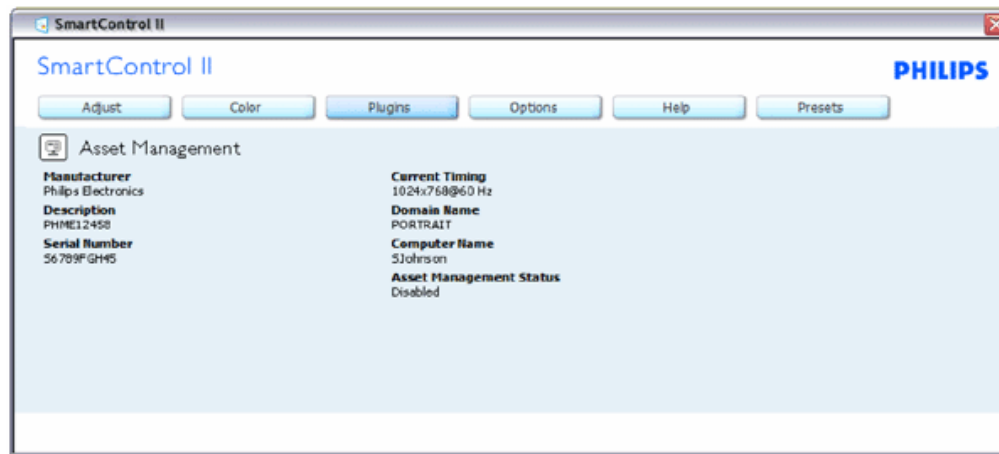 SmartControl II
SmartControl II
PHILIPS
Adjust Color Plugins Options Help Presets
Asset Management
Manufacturer
Philips Electronics
Description
PHME12458
Serial Number
56789FGH45
Current Timing
1024x768@60 Hz
Domain Name
PORTRAIT
Computer Name
SJohnson
Asset Management Status
Disabled